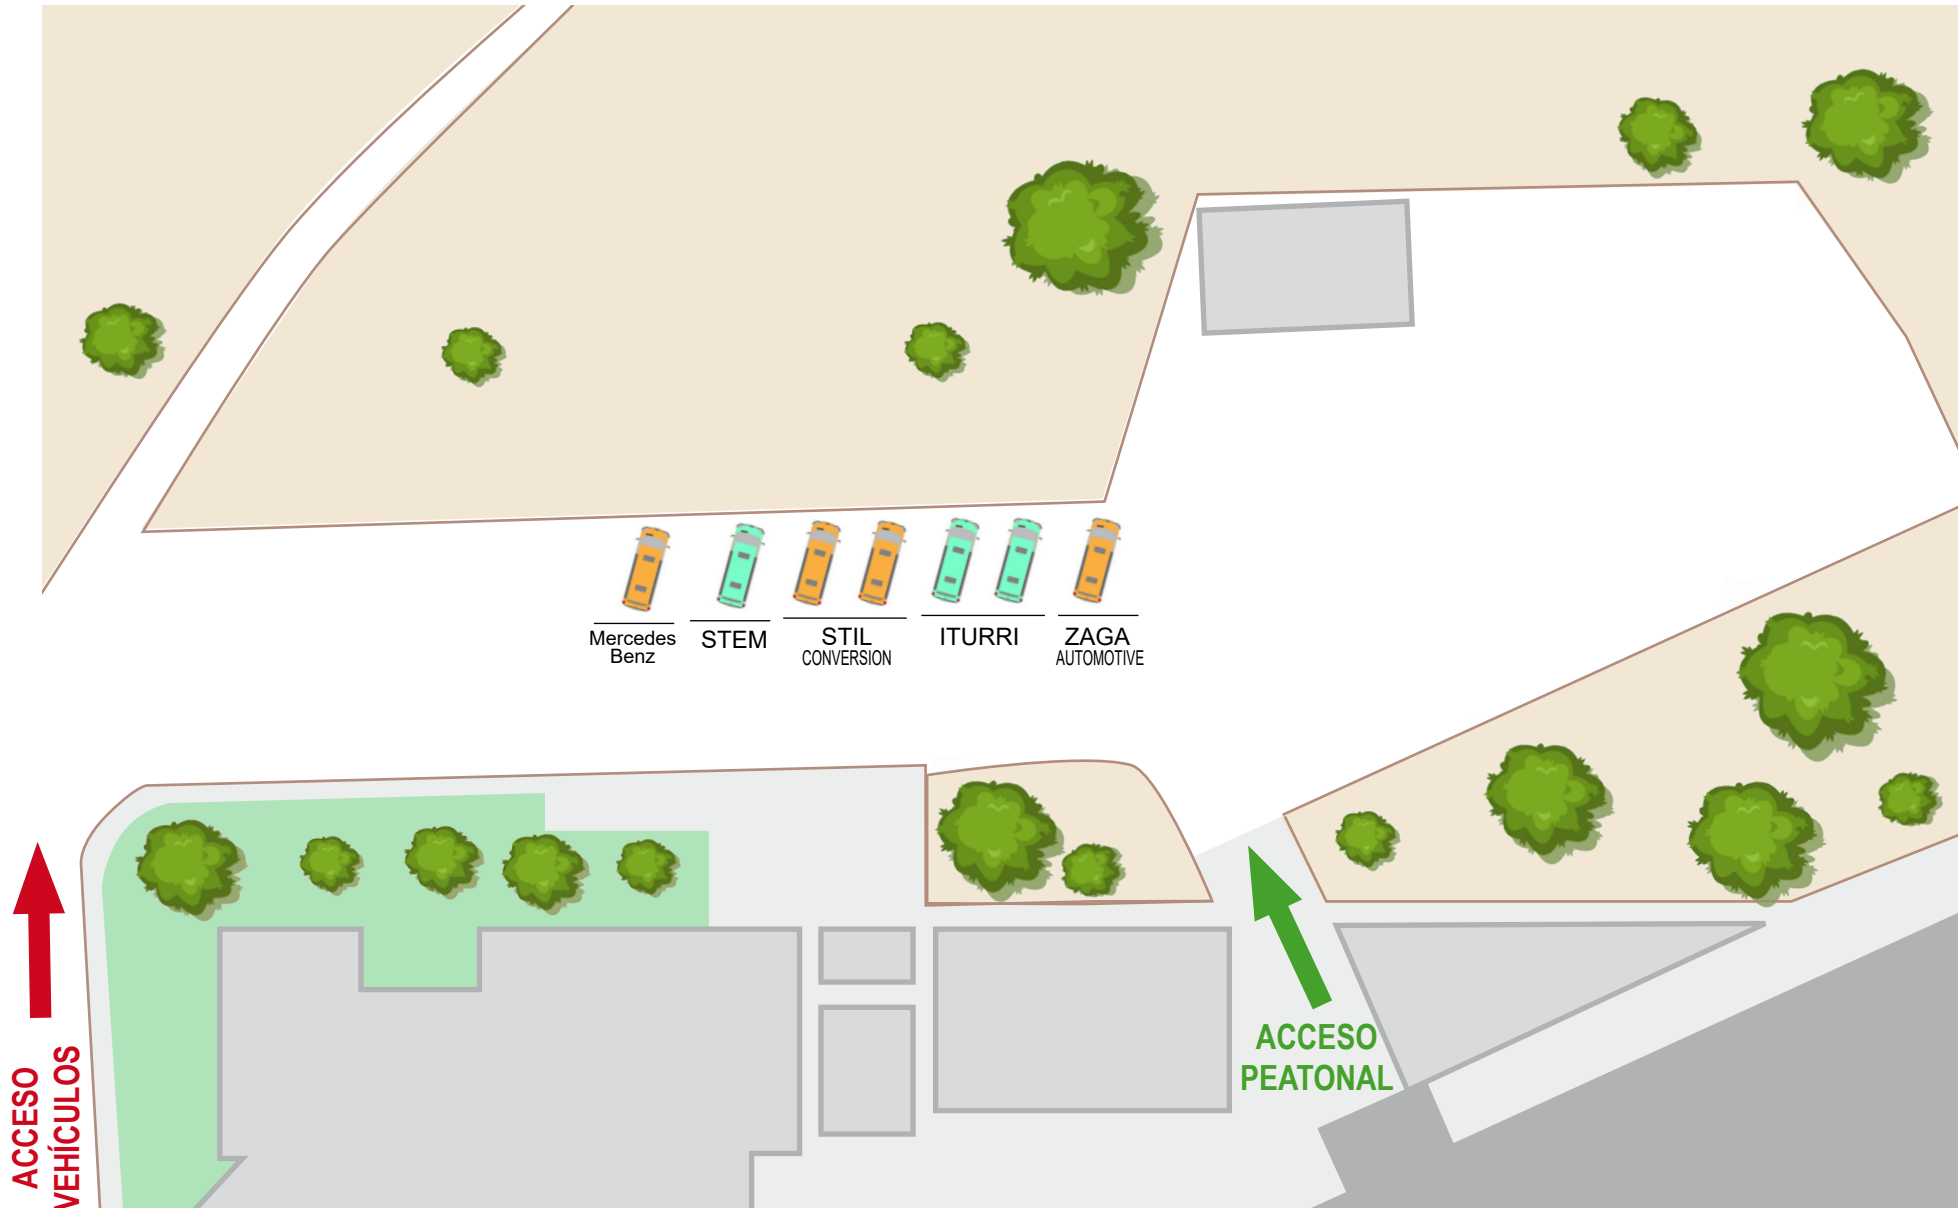 Mercedes
Benz
STEM
STIL
CONVERSION
ITURRI
ZAGA
AUTOMOTIVE
ACCESO
VEHÍCULOS
ACCESO
PEATONAL